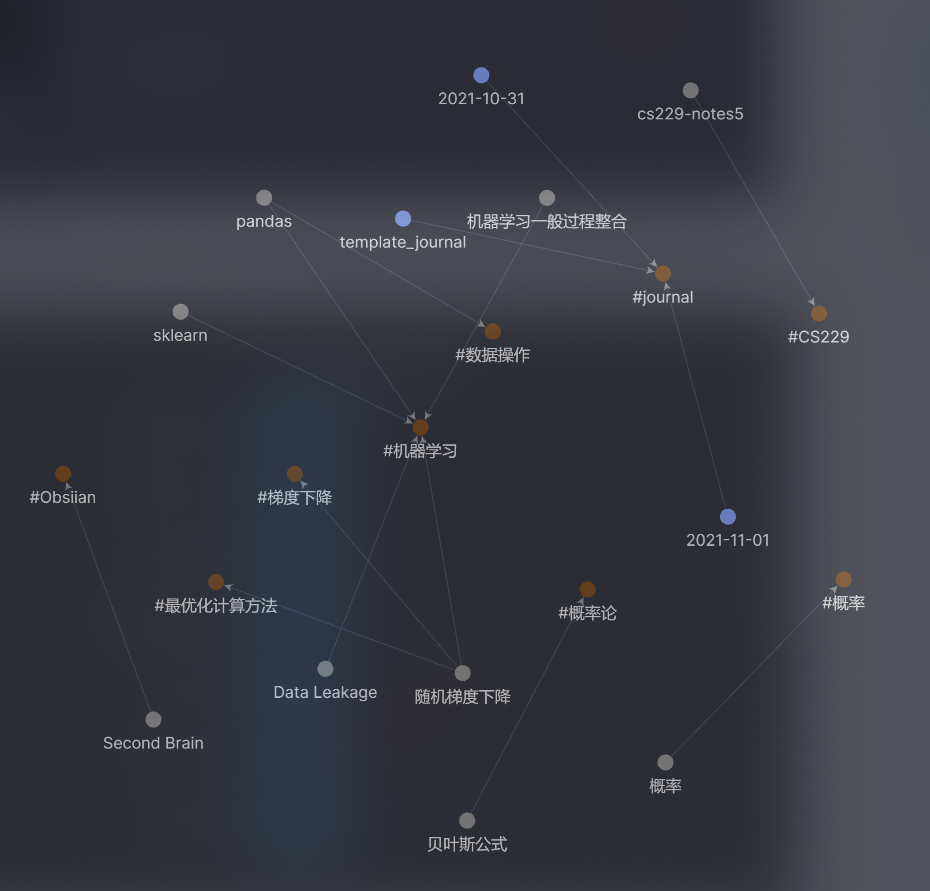 2021-10-31
cs229-notes5
pandas
机器学习一般过程整合
template_journal
#journal
sklearn
#CS229
#数据操作
#机器学习
#Obsiian
#梯度下降
2021-11-01
#最优化计算方法
#概率论
#概率
Data Leakage
随机梯度下降
Second Brain
概率
贝叶斯公式